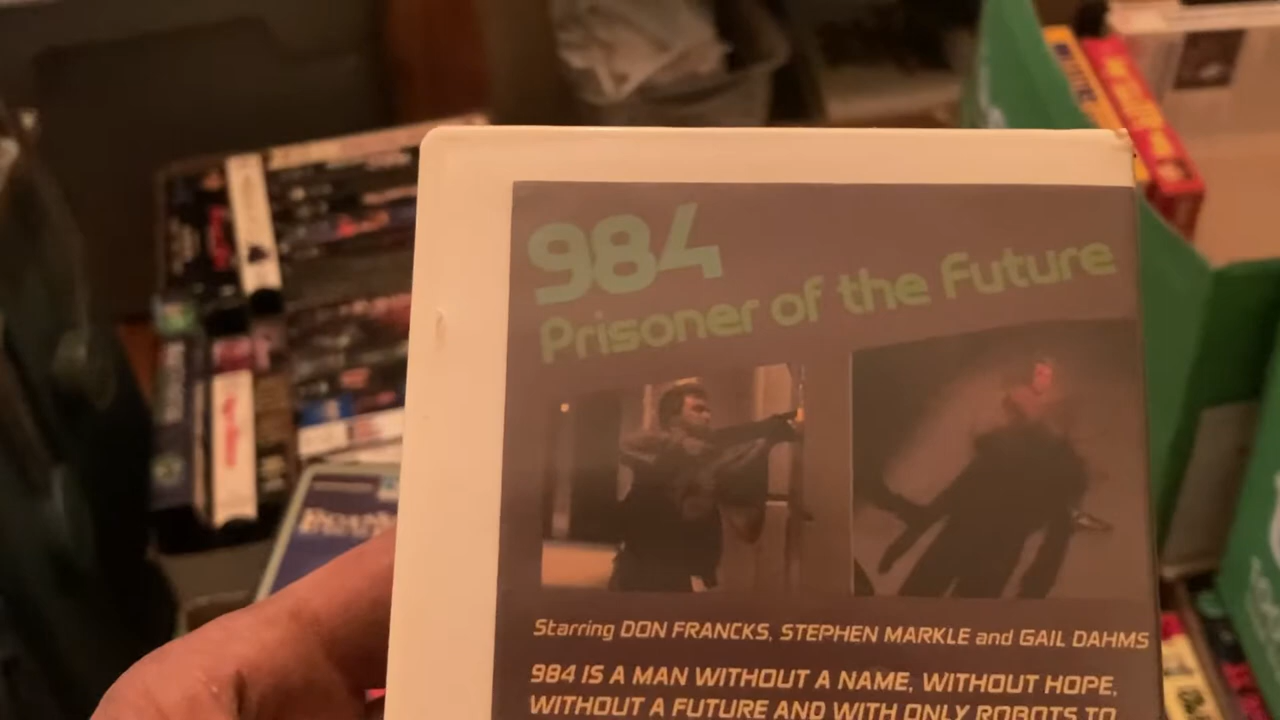 984
Prisoner of the Future
Starring DON FRANCKS, STEPHEN MARKLE and GAIL DAHMS
984 IS A MAN WITHOUT A NAME, WITHOUT HOPE,
WITHOUT A FUTURE AND WITH ONLY ROBOTS TO